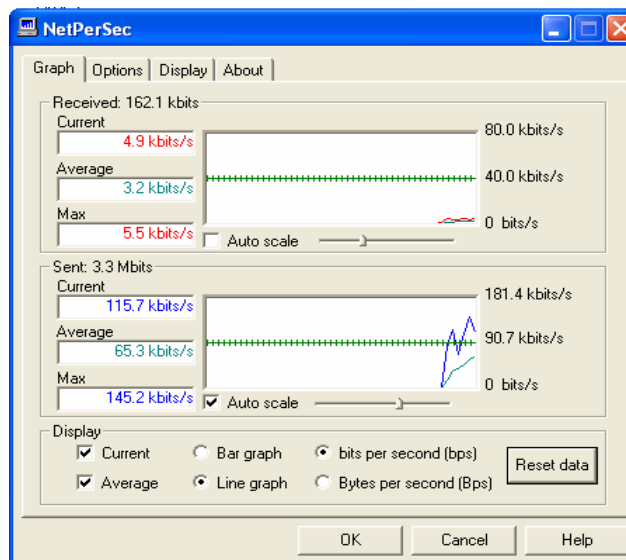 NetPerSec
Graph Options Display About
Received: 162.1 kbits
Current
4.9 kbits/s
Average
3.2 kbits/s
Max
5.5 kbits/s
80.0 kbits/s
40.0 kbits/s
0 bits/s
Auto scale
Sent: 3.3 Mbits
Current
115.7 kbits/s
Average
65.3 kbits/s
Max
145.2 kbits/s
181.4 kbits/s
90.7 kbits/s
0 bits/s
Auto scale
Display
Current Bar graph bits per second (bps)
Average Line graph Bytes per second (Bps)
Reset data
OK Cancel Help